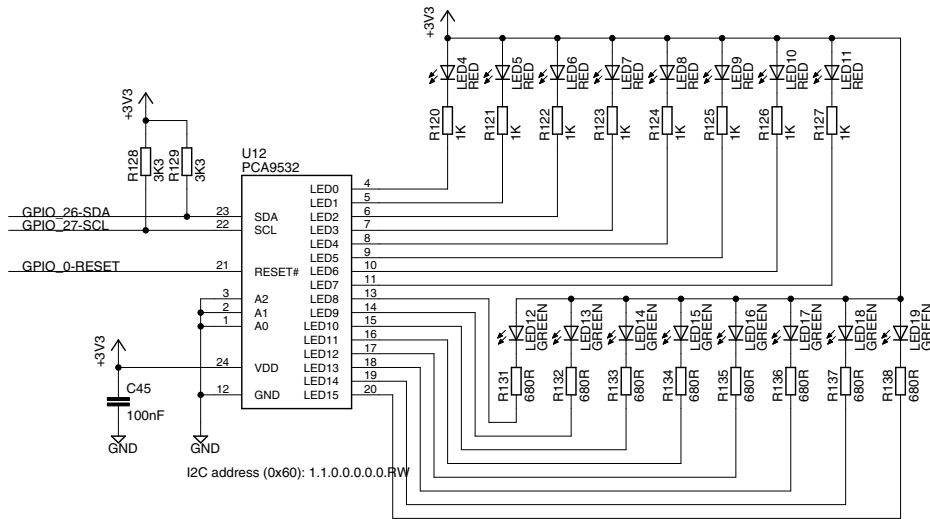 +3V3
LED4
RED
LED5
RED
LED6
RED
LED7
RED
LED8
RED
LED9
RED
LED10
RED
LED11
RED
R120
1K
R121
1K
R122
1K
R123
1K
R124
1K
R125
1K
R126
1K
R127
1K
+3V3
R128
3K3
R129
3K3
U12
PCA9532
GPIO_26-SDA
23
SDA
GPIO_27-SCL
22
SCL
GPIO_0-RESET
21
RESET#
3
A2
2
A1
1
A0
+3V3
24
VDD
12
GND
C45
100nF
GND
GND
LED0
4
LED1
5
LED2
6
LED3
7
LED4
8
LED5
9
LED6
10
LED7
11
LED8
13
LED9
14
LED10
15
LED11
16
LED12
17
LED13
18
LED14
19
LED15
20
LED12
GREEN
LED13
GREEN
LED14
GREEN
LED15
GREEN
LED16
GREEN
LED17
GREEN
LED18
GREEN
LED19
GREEN
R131
680R
R132
680R
R133
680R
R134
680R
R135
680R
R136
680R
R137
680R
R138
680R
I2C address (0x60): 1.1.0.0.0.0.0.RW